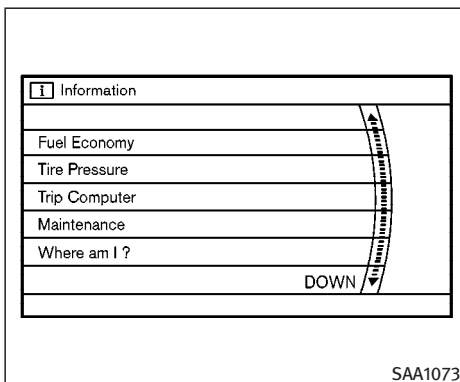 i Information
Fuel Economy
Tire Pressure
Trip Computer
Maintenance
Where am I ?
DOWN
SAA1073